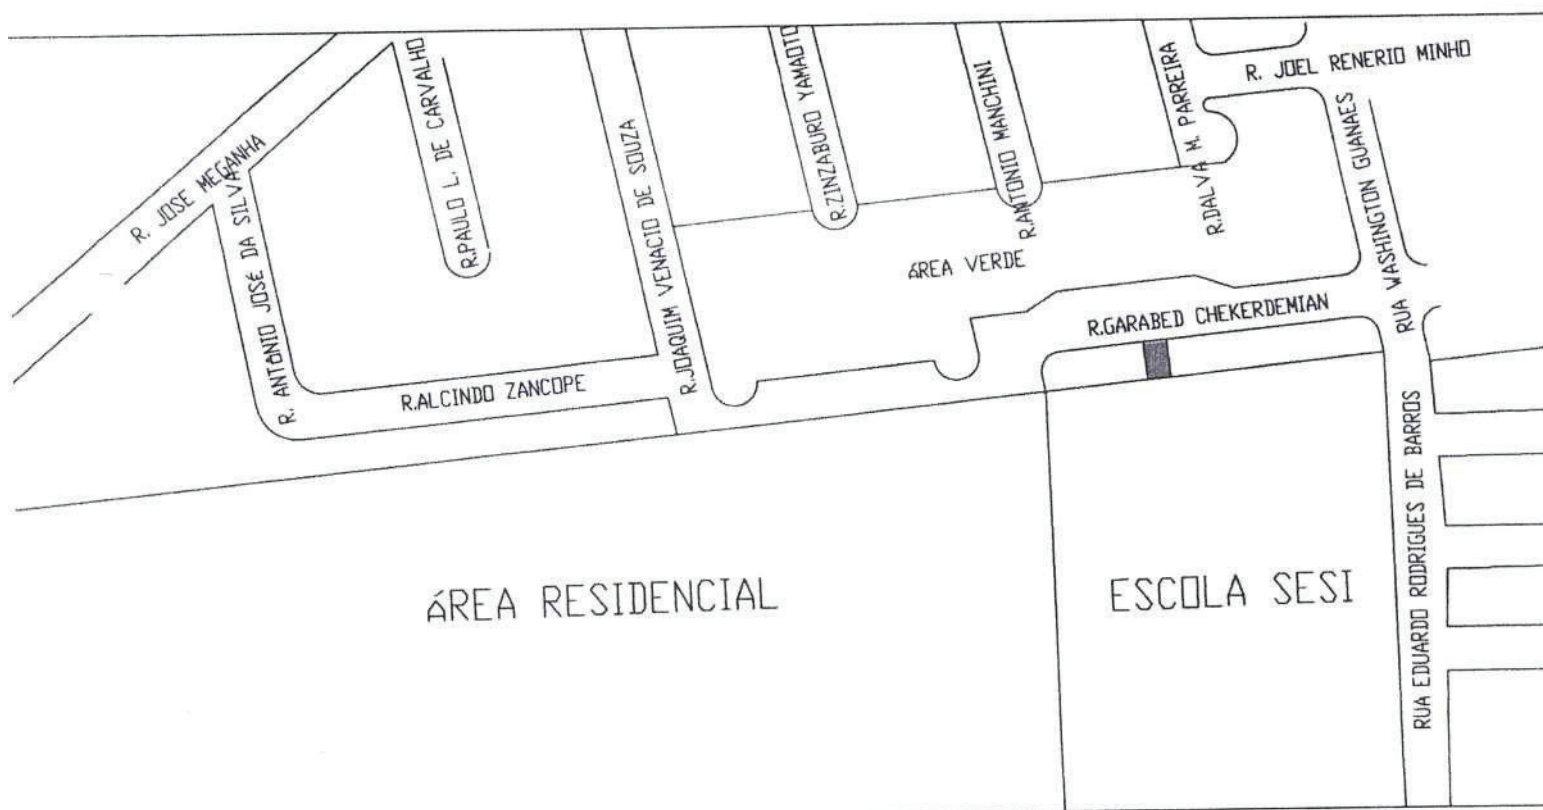 R. JOSE MEGANHA
R. ANTONIO JOSÉ DA SILVA
R.PAULO L. DE CARVALHO
R.JOAQUIM VENACIO DE SOUZA
R.ZINZABURO YAMAOTO
R.ANTONIO MANCHINI
R.DALVA M. PARREIRA
R. JOEL RENERIO MINHO
RUA WASHINGTON GUANAES
ÁREA VERDE
R.GARABED CHEKERDEMIAN
R.ALCINDO ZANCOPE
RUA EDUARDO RODRIGUES DE BARROS
ÁREA RESIDENCIAL
ESCOLA SESI